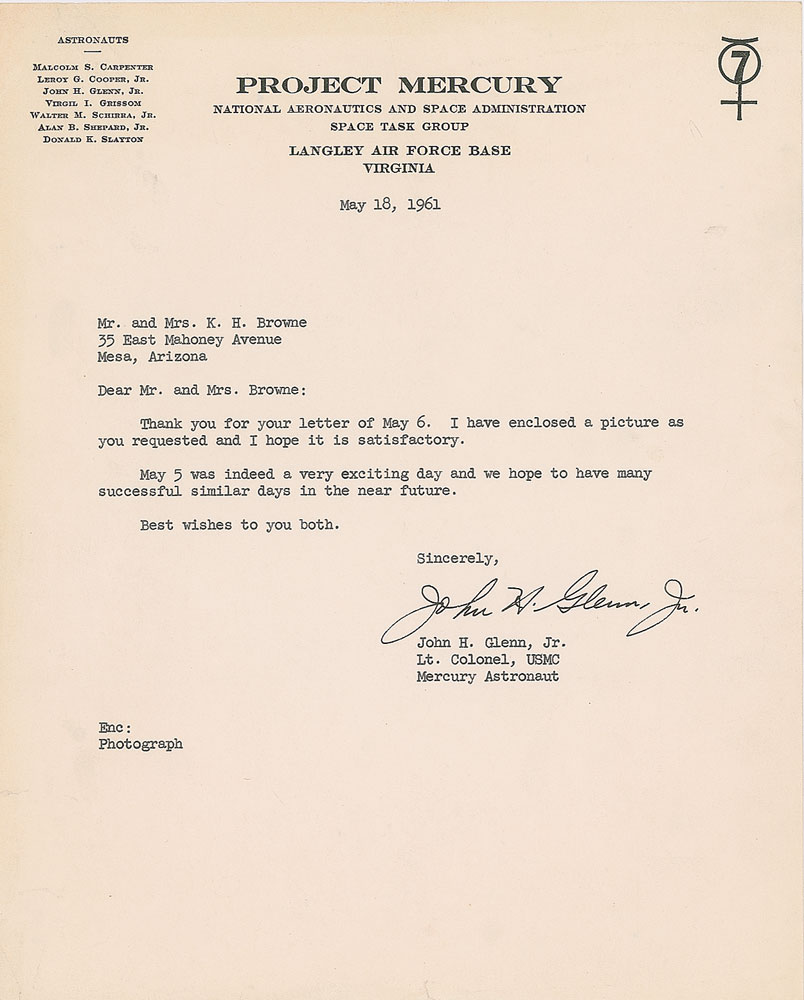 ASTRONAUTS
MALCOLM S. CARPENTER
LEROY G. COOPER, JR.
JOHN H. GLENN, JR.
VIRGIL I. GRISSOM
WALTER M. SCHIRRA, JR.
ALAN B. SHEPARD, JR.
DONALD K. SLAYTON
PROJECT MERCURY
NATIONAL AERONAUTICS AND SPACE ADMINISTRATION
SPACE TASK GROUP
LANGLEY AIR FORCE BASE
VIRGINIA
7
May 18, 1961
Mr. and Mrs. K. H. Browne
35 East Mahoney Avenue
Mesa, Arizona
Dear Mr. and Mrs. Browne:
Thank you for your letter of May 6. I have enclosed a picture as
you requested and I hope it is satisfactory.
May 5 was indeed a very exciting day and we hope to have many
successful similar days in the near future.
Best wishes to you both.
Sincerely,
John H. Glenn, Jr.
John H. Glenn, Jr.
Lt. Colonel, USMC
Mercury Astronaut
Enc:
Photograph